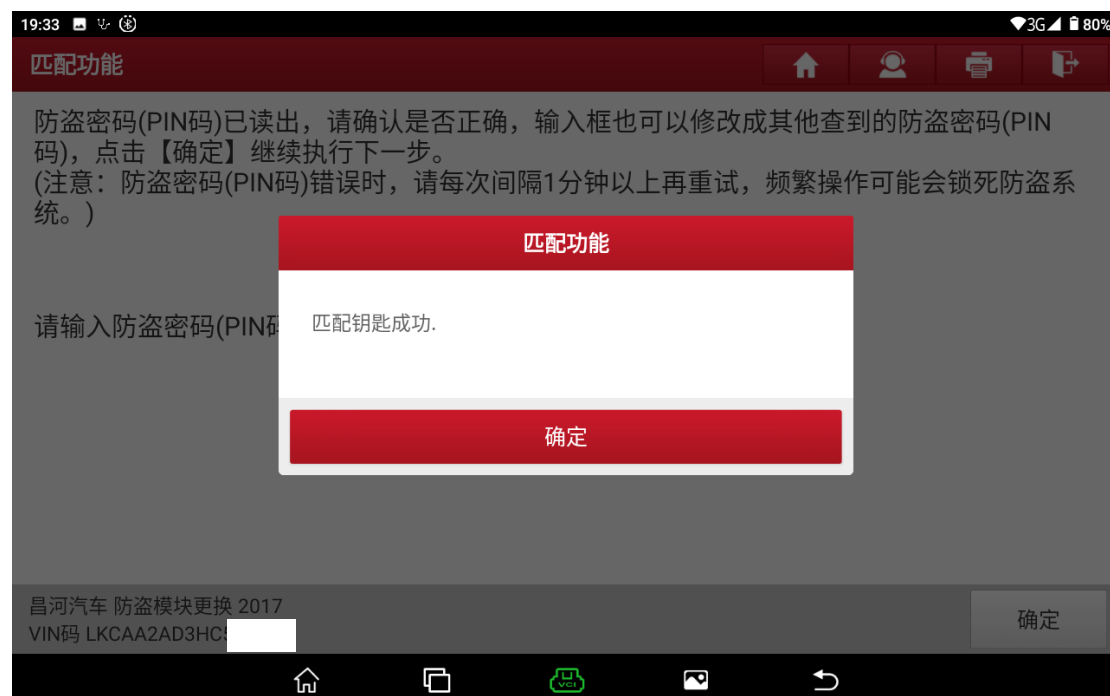 19:33
3G
80%
匹配功能
防盗密码(PIN码)已读出，请确认是否正确，输入框也可以修改成其他查到的防盗密码(PIN
码)，点击【确定】继续执行下一步。
(注意：防盗密码(PIN码)错误时，请每次间隔1分钟以上再重试，频繁操作可能会锁死防盗系
统。)
匹配功能
请输入防盗密码(PIN码
匹配钥匙成功.
确定
昌河汽车 防盗模块更换 2017
VIN码 LKCAA2AD3HC
确定
VCI